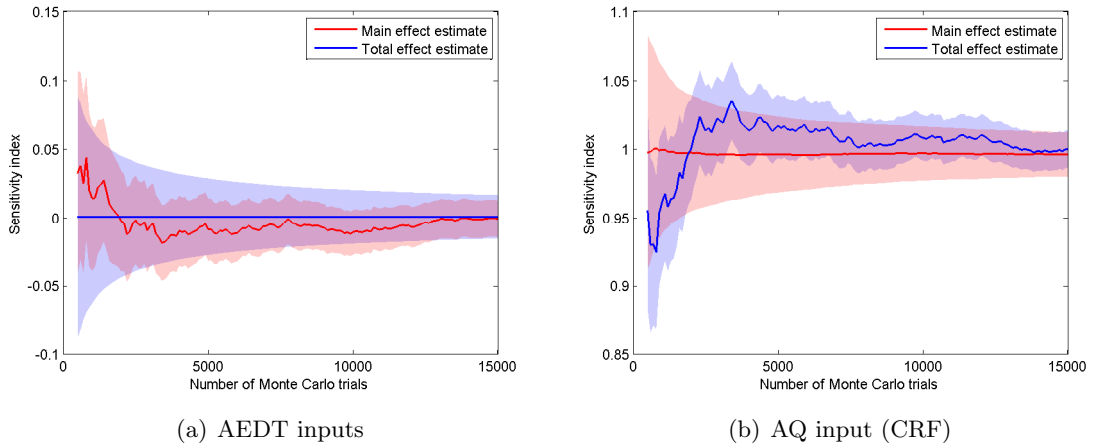 0.15
0.1
0.05
0
-0.05
-0.1
Sensitivity index
Main effect estimate
Total effect estimate
0
5000
10000
15000
Number of Monte Carlo trials
(a) AEDT inputs
1.1
1.05
1
0.95
0.9
0.85
Sensitivity index
Main effect estimate
Total effect estimate
0
5000
10000
15000
Number of Monte Carlo trials
(b) AQ input (CRF)